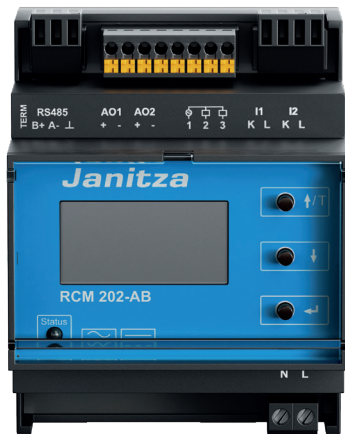 TERM
RS485 AO1 AO2 I1 I2
B+ A- ⊥ + - + - 1 2 3 K L K L
Janitza
↑/T
↓
RCM 202-AB
↵
Status
N L